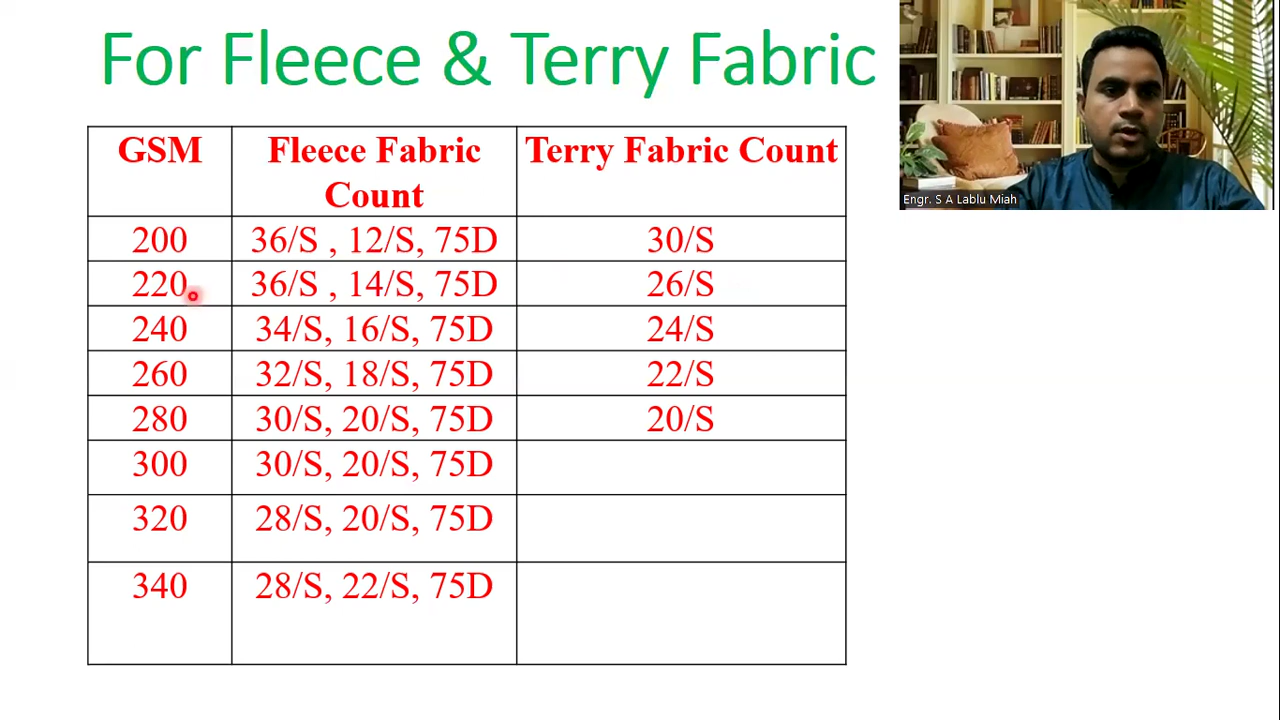 For Fleece & Terry Fabric
Engr. S A Lablu Miah
GSM Fleece Fabric Count Terry Fabric Count
200 36/S , 12/S, 75D 30/S
220 36/S , 14/S, 75D 26/S
240 34/S, 16/S, 75D 24/S
260 32/S, 18/S, 75D 22/S
280 30/S, 20/S, 75D 20/S
300 30/S, 20/S, 75D
320 28/S, 20/S, 75D
340 28/S, 22/S, 75D